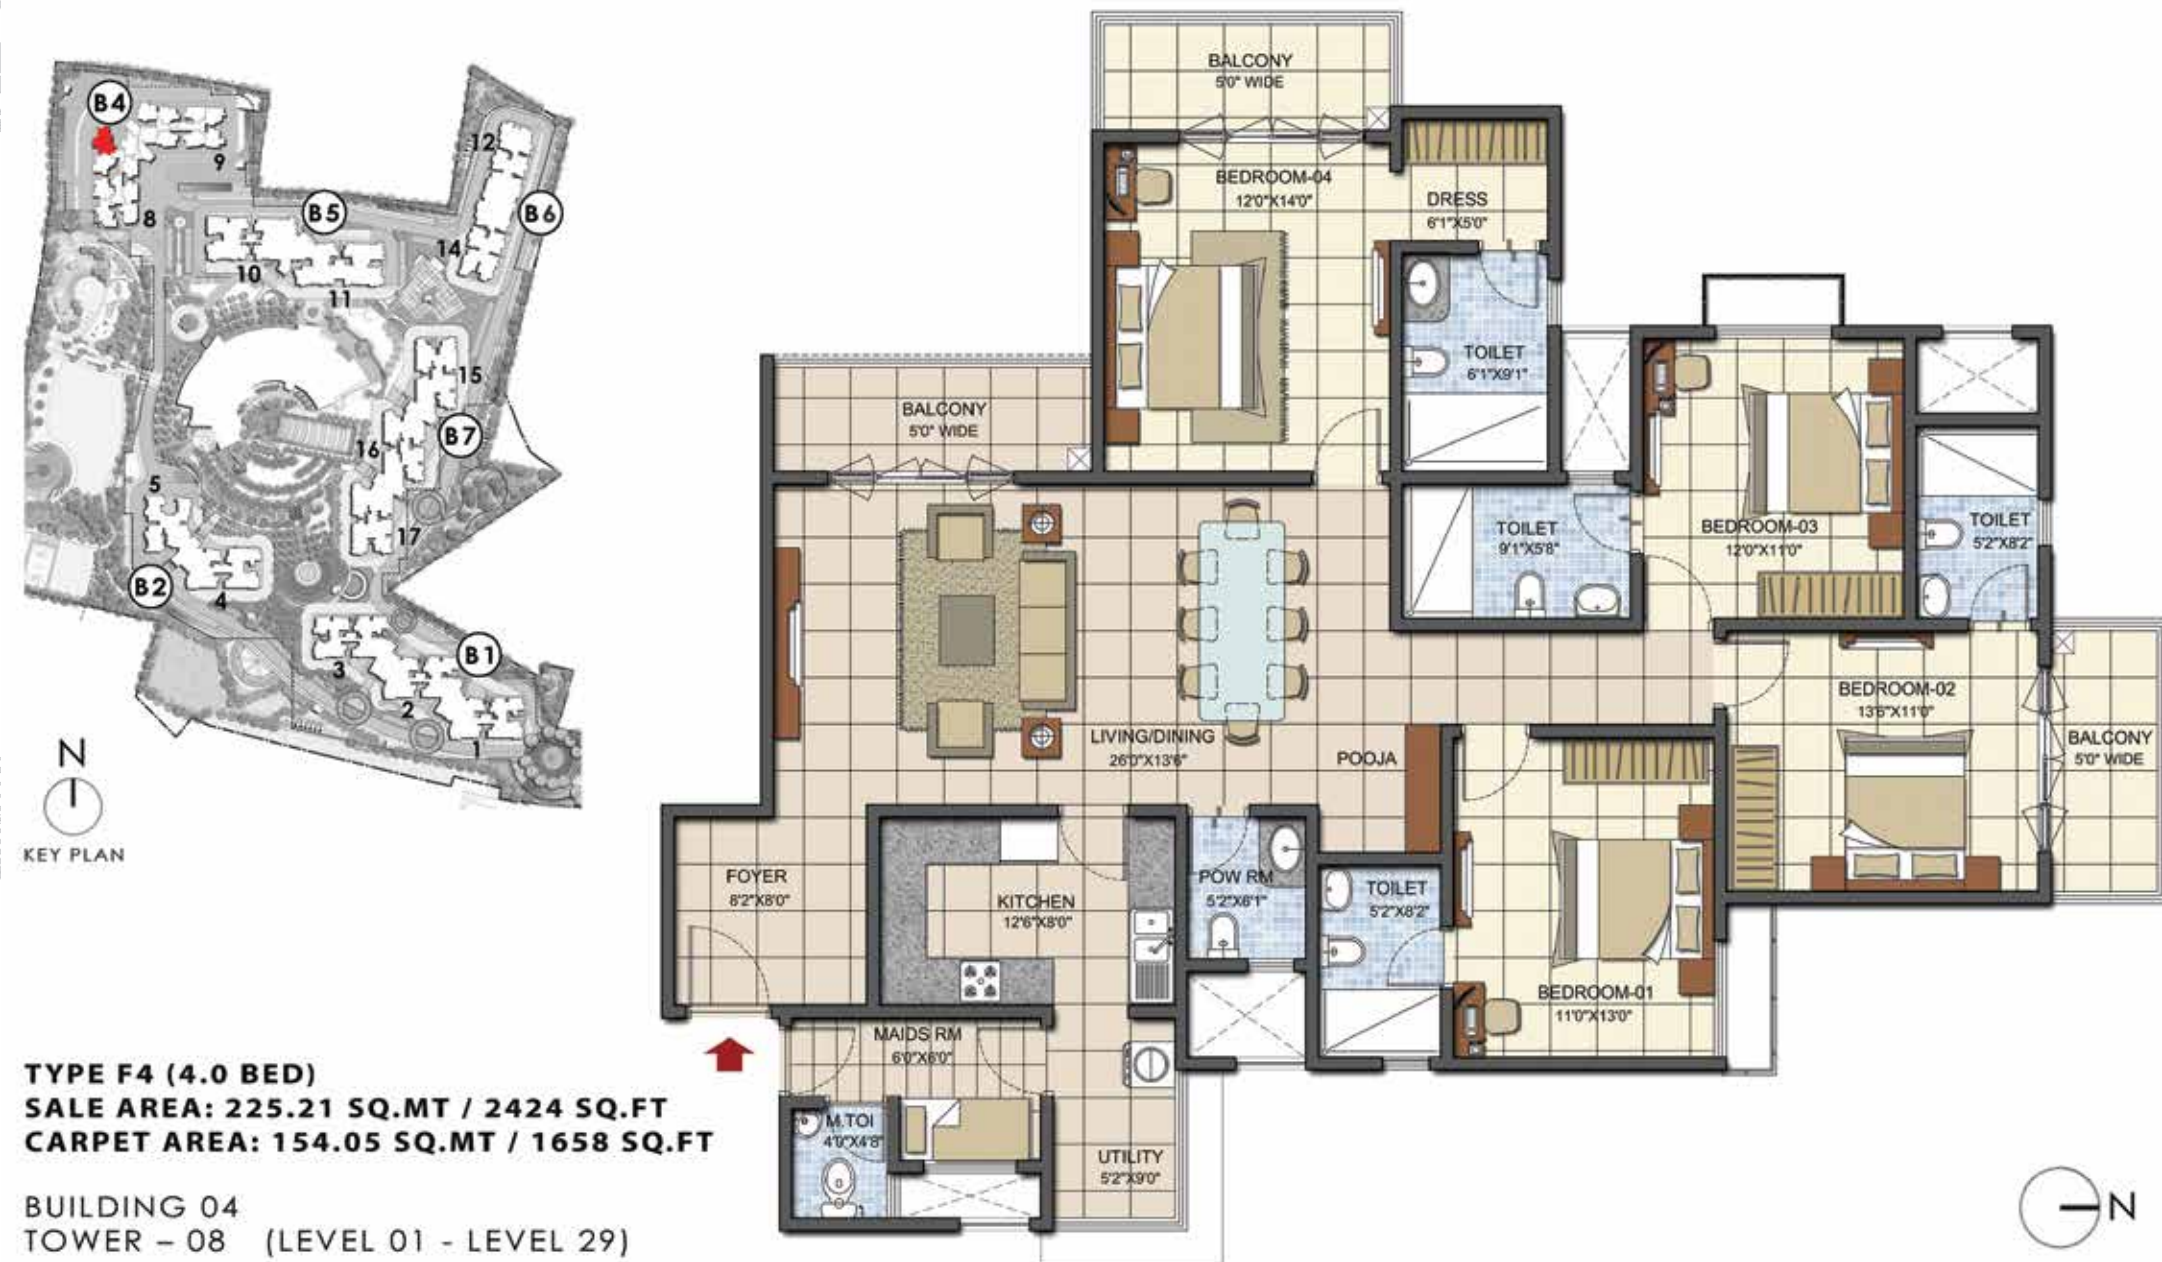 B4
9
8
12
B5
B6
14
10
11
15
B7
16
5
17
B2
4
B1
3
2
1
N
KEY PLAN
BALCONY
5'0" WIDE
BEDROOM-04
12'0"X14'0"
DRESS
6'1"X5'0"
TOILET
6'1"X9'1"
BALCONY
5'0" WIDE
TOILET
9'1"X5'8"
BEDROOM-03
12'0"X11'0"
TOILET
5'2"X8'2"
BEDROOM-02
13'6"X11'0"
BALCONY
5'0" WIDE
LIVING/DINING
26'0"X13'6"
POOJA
FOYER
8'2"X8'0"
KITCHEN
12'6"X8'0"
POW RM
5'2"X6'1"
TOILET
5'2"X8'2"
BEDROOM-01
11'0"X13'0"
MAIDS RM
6'0"X6'0"
M.TOI
4'0"X4'8"
UTILITY
5'2"X9'0"
TYPE F4 (4.0 BED)
SALE AREA: 225.21 SQ.MT / 2424 SQ.FT
CARPET AREA: 154.05 SQ.MT / 1658 SQ.FT
BUILDING 04
TOWER – 08 (LEVEL 01 - LEVEL 29)
N